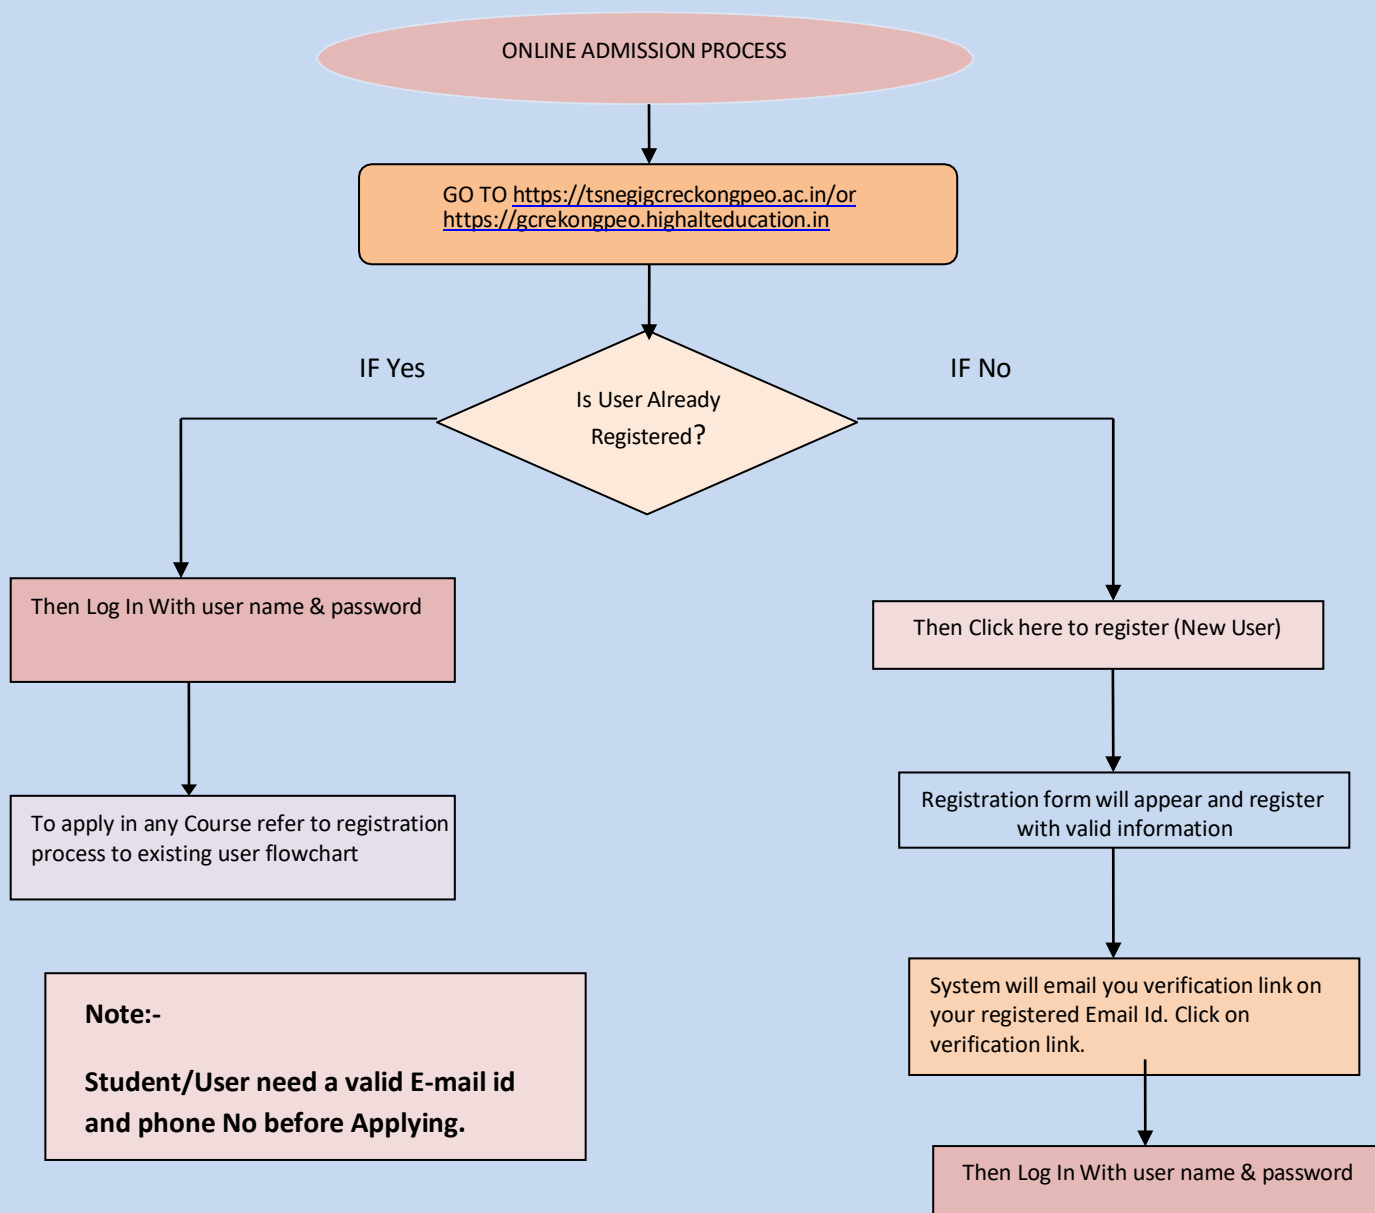 ONLINE ADMISSION PROCESS
GO TO https://tsnegigcreckongpeo.ac.in/or
https://gcrekongpeo.highalteducation.in
IF Yes
IF No
Is User Already
Registered?
Then Log In With user name & password
Then Click here to register (New User)
To apply in any Course refer to registration
process to existing user flowchart
Registration form will appear and register
with valid information
System will email you verification link on
your registered Email Id. Click on
verification link.
Note:-
Student/User need a valid E-mail id
and phone No before Applying.
Then Log In With user name & password